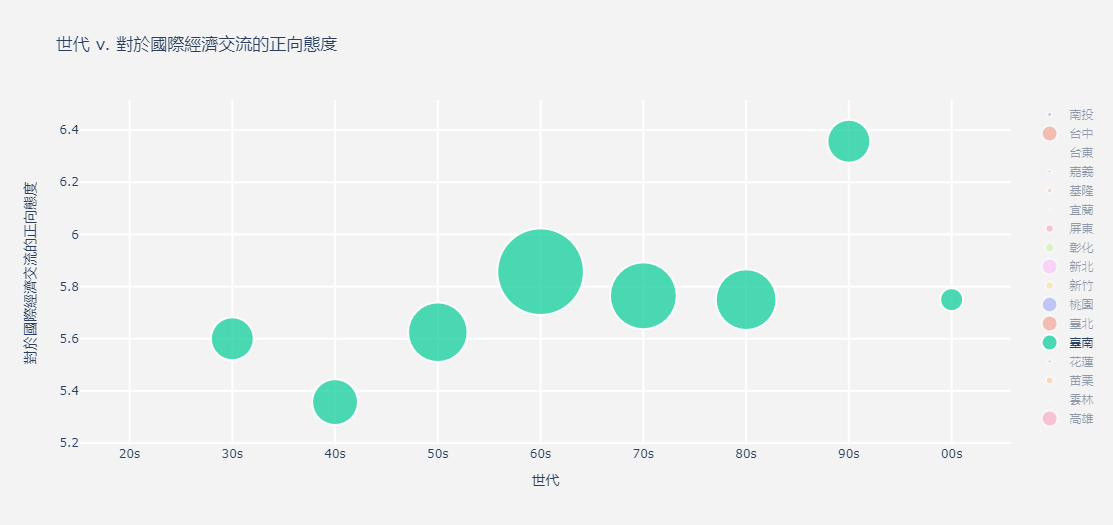 世代 v. 對於國際經濟交流的正向態度
對於國際經濟交流的正向態度
6.4
6.2
6
5.8
5.6
5.4
5.2
20s
30s
40s
50s
60s
70s
80s
90s
00s
世代
南投
台中
台東
嘉義
基隆
宜蘭
屏東
彰化
新北
新竹
桃園
臺北
臺南
花蓮
苗栗
雲林
高雄